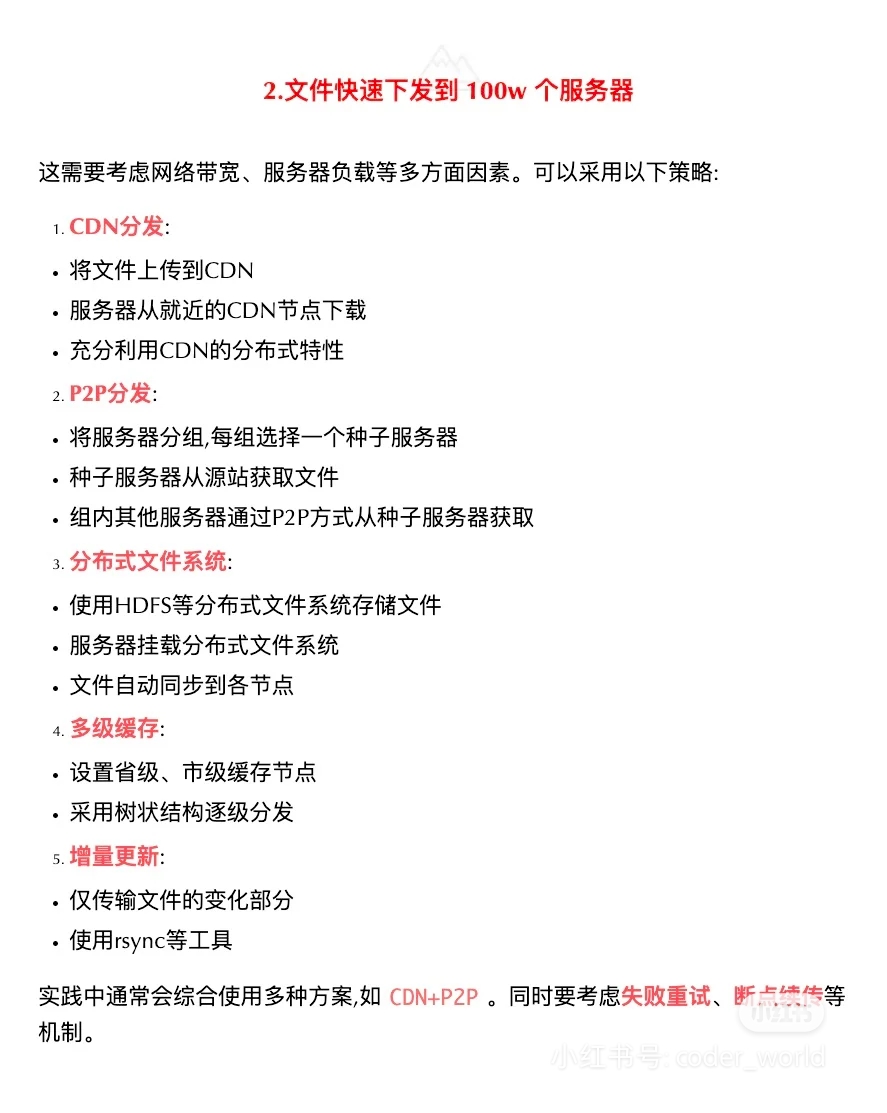 2.文件快速下发到 100w 个服务器
这需要考虑网络带宽、服务器负载等多方面因素。可以采用以下策略:
1. CDN分发:
• 将文件上传到CDN
• 服务器从就近的CDN节点下载
• 充分利用CDN的分布式特性
2. P2P分发:
• 将服务器分组,每组选择一个种子服务器
• 种子服务器从源站获取文件
• 组内其他服务器通过P2P方式从种子服务器获取
3. 分布式文件系统:
• 使用HDFS等分布式文件系统存储文件
• 服务器挂载分布式文件系统
• 文件自动同步到各节点
4. 多级缓存:
• 设置省级、市级缓存节点
• 采用树状结构逐级分发
5. 增量更新:
• 仅传输文件的变化部分
• 使用rsync等工具
实践中通常会综合使用多种方案,如 CDN+P2P 。同时要考虑失败重试、断点续传等
机制。
小红书
小红书号: coder_world